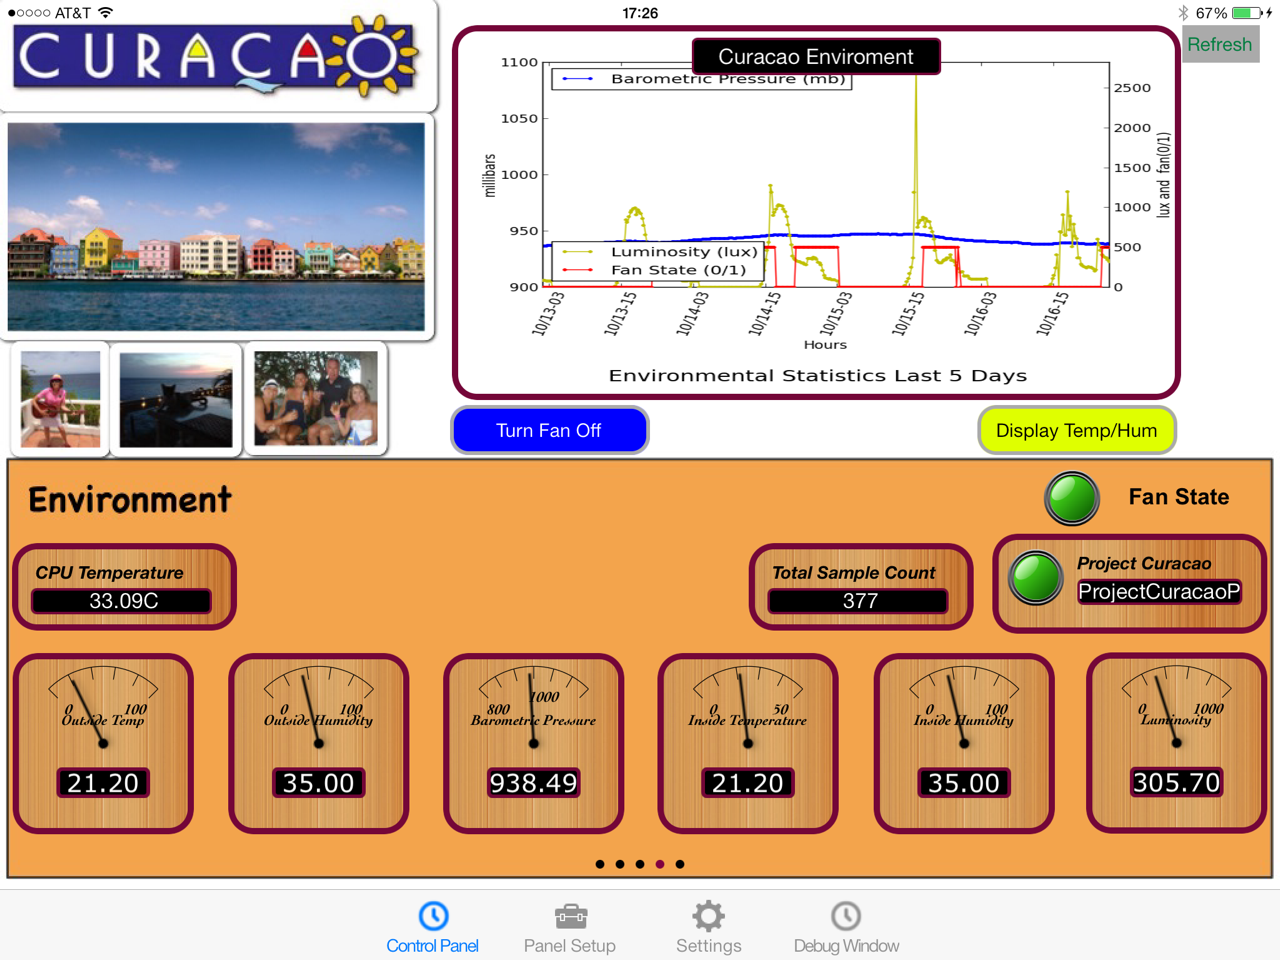 AT&T
17:26
67%
CURACAO
Refresh
Curacao Enviroment
Barometric Pressure (mb)
1100
1050
1000
950
900
millibars
2500
2000
1500
1000
500
0
lux and fan(0/1)
Luminosity (lux)
Fan State (0/1)
10/13-03
10/13-15
10/14-03
10/14-15
10/15-03
10/15-15
10/16-03
10/16-15
Hours
Environmental Statistics Last 5 Days
Turn Fan Off
Display Temp/Hum
Environment
Fan State
CPU Temperature
33.09C
Total Sample Count
377
Project Curacao
ProjectCuracaoP
0 100
Outside Temp
21.20
0 100
Outside Humidity
35.00
800 1000
Barometric Pressure
938.49
0 50
Inside Temperature
21.20
0 100
Inside Humidity
35.00
0 1000
Luminosity
305.70
Control Panel
Panel Setup
Settings
Debug Window